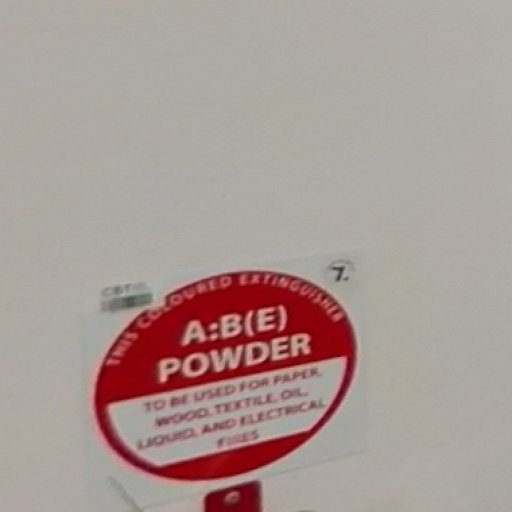 7.
THIS COLOURED EXTINGUISHER
A:B(E)
POWDER
TO BE USED FOR PAPER,
WOOD, TEXTILE, OIL,
LIQUID, AND ELECTRICAL
FIRES